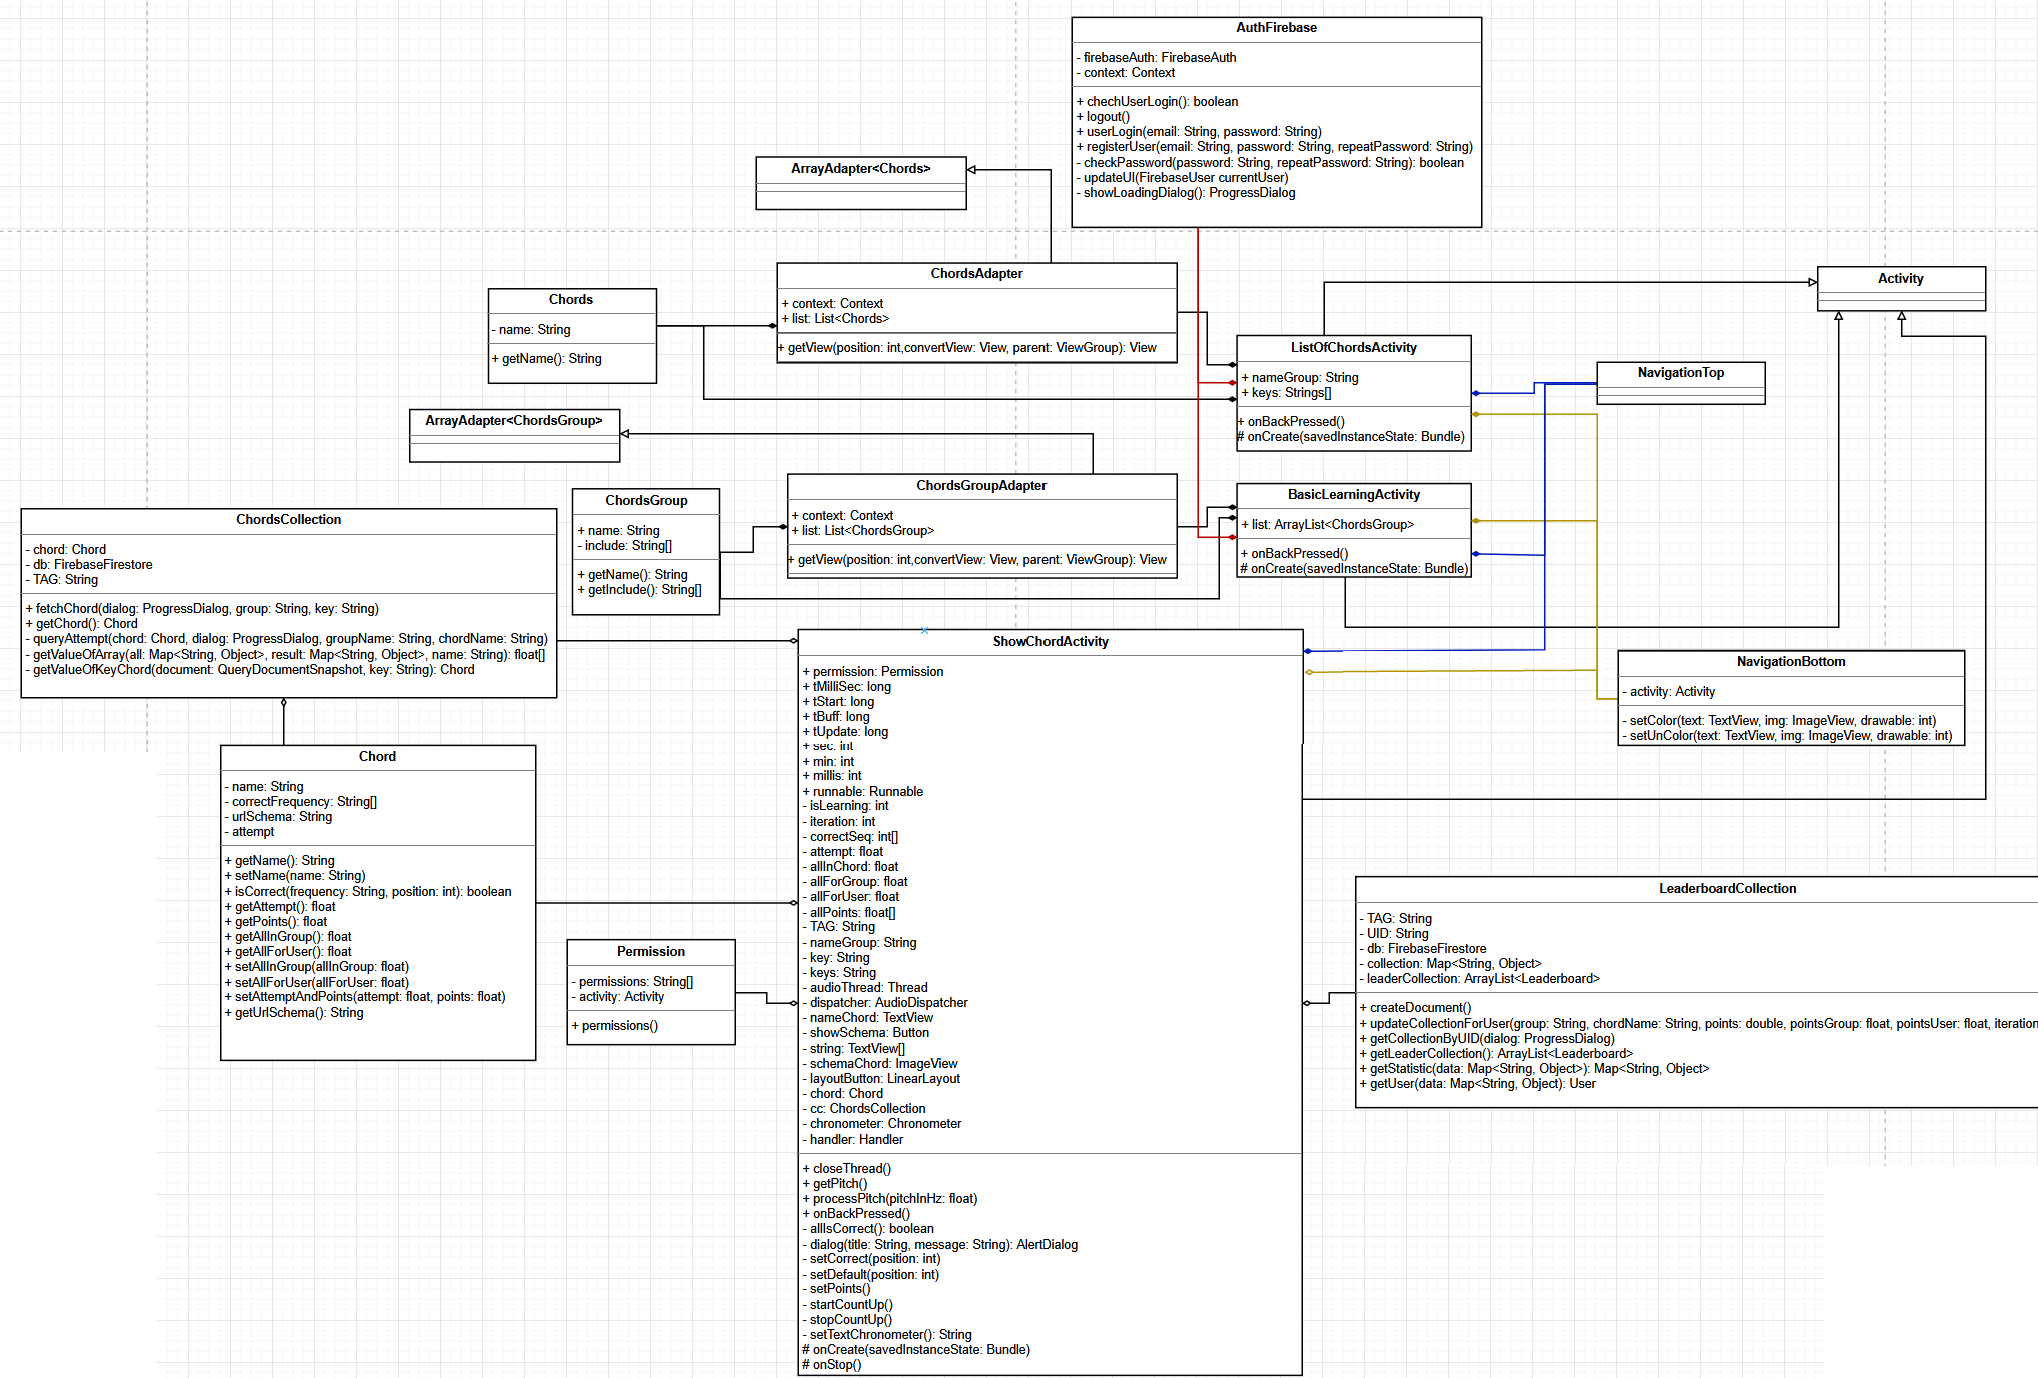 AuthFirebase
- firebaseAuth: FirebaseAuth
- context: Context
+ chechUserLogin(): boolean
+ logout()
+ userLogin(email: String, password: String)
+ registerUser(email: String, password: String, repeatPassword: String)
- checkPassword(password: String, repeatPassword: String): boolean
- updateUI(FirebaseUser currentUser)
- showLoadingDialog(): ProgressDialog
ArrayAdapter<Chords>
ChordsAdapter
+ context: Context
+ list: List<Chords>
+ getView(position: int,convertView: View, parent: ViewGroup): View
Activity
Chords
- name: String
+ getName(): String
ListOfChordsActivity
+ nameGroup: String
+ keys: Strings[]
+ onBackPressed()
# onCreate(savedInstanceState: Bundle)
NavigationTop
ArrayAdapter<ChordsGroup>
ChordsGroupAdapter
+ context: Context
+ list: List<ChordsGroup>
+ getView(position: int,convertView: View, parent: ViewGroup): View
BasicLearningActivity
+ list: ArrayList<ChordsGroup>
+ onBackPressed()
# onCreate(savedInstanceState: Bundle)
ChordsGroup
+ name: String
- include: String[]
+ getName(): String
+ getInclude(): String[]
ChordsCollection
- chord: Chord
- db: FirebaseFirestore
- TAG: String
+ fetchChord(dialog: ProgressDialog, group: String, key: String)
+ getChord(): Chord
- queryAttempt(chord: Chord, dialog: ProgressDialog, groupName: String, chordName: String)
- getValueOfArray(all: Map<String, Object>, result: Map<String, Object>, name: String): float[]
- getValueOfKeyChord(document: QueryDocumentSnapshot, key: String): Chord
ShowChordActivity
+ permission: Permission
+ tMilliSec: long
+ tStart: long
+ tBuff: long
+ tUpdate: long
+ sec: int
+ min: int
+ millis: int
+ runnable: Runnable
- isLearning: int
- iteration: int
- correctSeq: int[]
- attempt: float
- allInChord: float
- allForGroup: float
- allForUser: float
- allPoints: float[]
- TAG: String
- nameGroup: String
- key: String
- keys: String
- audioThread: Thread
- dispatcher: AudioDispatcher
- nameChord: TextView
- showSchema: Button
- string: TextView[]
- schemaChord: ImageView
- layoutButton: LinearLayout
- chord: Chord
- cc: ChordsCollection
- chronometer: Chronometer
- handler: Handler
+ closeThread()
+ getPitch()
+ processPitch(pitchInHz: float)
+ onBackPressed()
- allIsCorrect(): boolean
- dialog(title: String, message: String): AlertDialog
- setCorrect(position: int)
- setDefault(position: int)
- setPoints()
- startCountUp()
- stopCountUp()
- setTextChronometer(): String
# onCreate(savedInstanceState: Bundle)
# onStop()
NavigationBottom
- activity: Activity
- setColor(text: TextView, img: ImageView, drawable: int)
- setUnColor(text: TextView, img: ImageView, drawable: int)
Chord
- name: String
- correctFrequency: String[]
- urlSchema: String
- attempt
+ getName(): String
+ setName(name: String)
+ isCorrect(frequency: String, position: int): boolean
+ getAttempt(): float
+ getPoints(): float
+ getAllInGroup(): float
+ getAllForUser(): float
+ setAllInGroup(allInGroup: float)
+ setAllForUser(allForUser: float)
+ setAttemptAndPoints(attempt: float, points: float)
+ getUrlSchema(): String
Permission
- permissions: String[]
- activity: Activity
+ permissions()
LeaderboardCollection
- TAG: String
- UID: String
- db: FirebaseFirestore
- collection: Map<String, Object>
- leaderCollection: ArrayList<Leaderboard>
+ createDocument()
+ updateCollectionForUser(group: String, chordName: String, points: double, pointsGroup: float, pointsUser: float, iteration
+ getCollectionByUID(dialog: ProgressDialog)
+ getLeaderCollection(): ArrayList<Leaderboard>
+ getStatistic(data: Map<String, Object>): Map<String, Object>
+ getUser(data: Map<String, Object): User